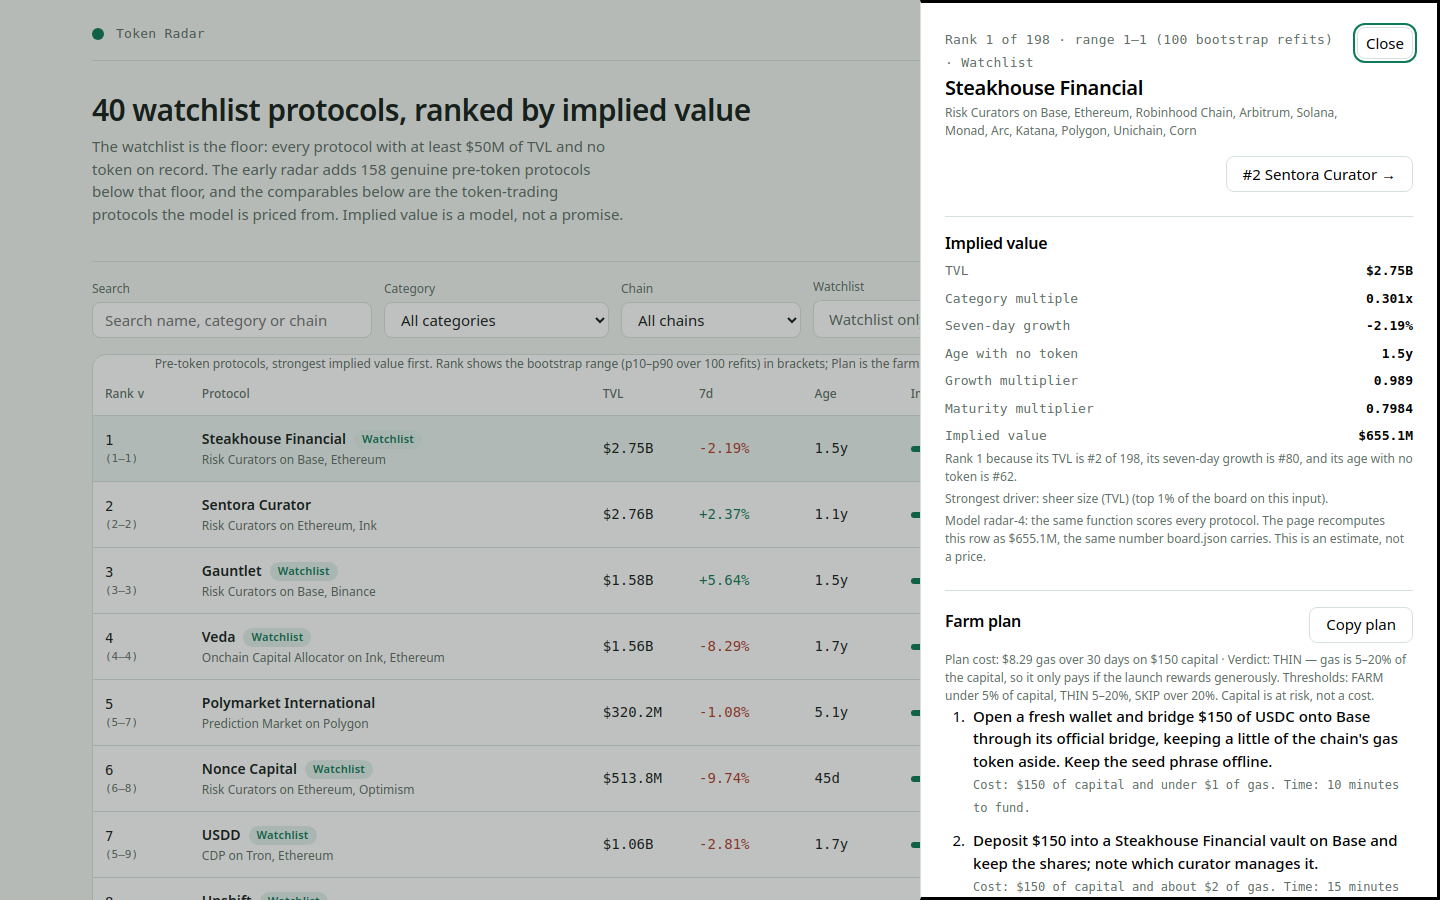 Token Radar
40 watchlist protocols, ranked by implied value
The watchlist is the floor: every protocol with at least $50M of TVL and no
token on record. The early radar adds 158 genuine pre-token protocols
below that floor, and the comparables below are the token-trading
protocols the model is priced from. Implied value is a model, not a promise.
Search
Category
Chain
Watchlist
Search name, category or chain
All categories
All chains
Watchlist onl
Pre-token protocols, strongest implied value first. Rank shows the bootstrap range (p10–p90 over 100 refits) in brackets; Plan is the farm
Rank v Protocol TVL 7d Age
1 Steakhouse Financial Watchlist $2.75B -2.19% 1.5y
(1–1) Risk Curators on Base, Ethereum
2 Sentora Curator $2.76B +2.37% 1.1y
(2–2) Risk Curators on Ethereum, Ink
3 Gauntlet Watchlist $1.58B +5.64% 1.5y
(3–3) Risk Curators on Base, Binance
4 Veda Watchlist $1.56B -8.29% 1.7y
(4–4) Onchain Capital Allocator on Ink, Ethereum
5 Polymarket International $320.2M -1.08% 5.1y
(5–7) Prediction Market on Polygon
6 Nonce Capital Watchlist $513.8M -9.74% 45d
(6–8) Risk Curators on Ethereum, Optimism
7 USDD Watchlist $1.06B -2.81% 1.7y
(5–9) CDP on Tron, Ethereum
Rank 1 of 198 · range 1–1 (100 bootstrap refits)
· Watchlist
Close
Steakhouse Financial
Risk Curators on Base, Ethereum, Robinhood Chain, Arbitrum, Solana,
Monad, Arc, Katana, Polygon, Unichain, Corn
#2 Sentora Curator →
Implied value
TVL $2.75B
Category multiple 0.301x
Seven-day growth -2.19%
Age with no token 1.5y
Growth multiplier 0.989
Maturity multiplier 0.7984
Implied value $655.1M
Rank 1 because its TVL is #2 of 198, its seven-day growth is #80, and its age with no
token is #62.
Strongest driver: sheer size (TVL) (top 1% of the board on this input).
Model radar-4: the same function scores every protocol. The page recomputes
this row as $655.1M, the same number board.json carries. This is an estimate, not
a price.
Farm plan
Copy plan
Plan cost: $8.29 gas over 30 days on $150 capital · Verdict: THIN — gas is 5–20% of
the capital, so it only pays if the launch rewards generously. Thresholds: FARM
under 5% of capital, THIN 5–20%, SKIP over 20%. Capital is at risk, not a cost.
1. Open a fresh wallet and bridge $150 of USDC onto Base
through its official bridge, keeping a little of the chain's gas
token aside. Keep the seed phrase offline.
Cost: $150 of capital and under $1 of gas. Time: 10 minutes
to fund.
2. Deposit $150 into a Steakhouse Financial vault on Base and
keep the shares; note which curator manages it.
Cost: $150 of capital and about $2 of gas. Time: 15 minutes